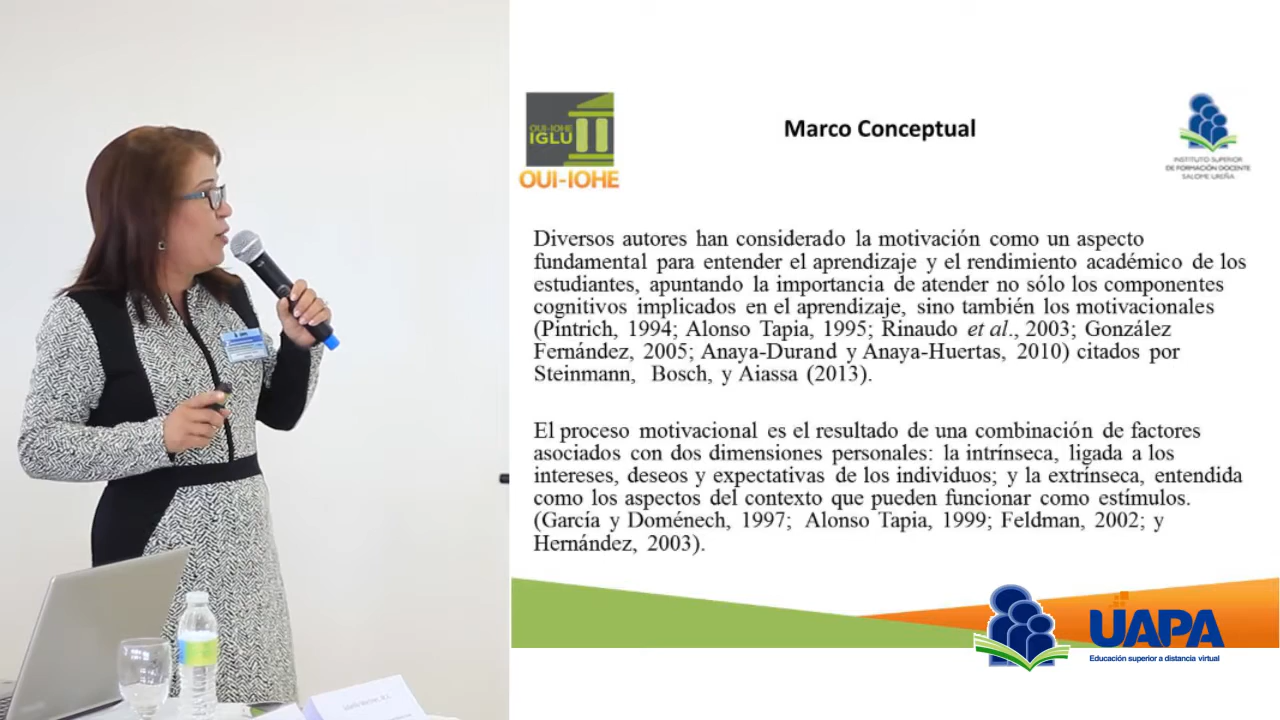 OUI-IOHE
IGLU
OUI-IOHE
Marco Conceptual
INSTITUTO SUPERIOR
DE FORMACIÓN DOCENTE
SALOMÉ UREÑA
Diversos autores han considerado la motivación como un aspecto
fundamental para entender el aprendizaje y el rendimiento académico de los
estudiantes, apuntando la importancia de atender no sólo los componentes
cognitivos implicados en el aprendizaje, sino también los motivacionales
(Pintrich, 1994; Alonso Tapia, 1995; Rinaudo et al., 2003; González
Fernández, 2005; Anaya-Durand y Anaya-Huertas, 2010) citados por
Steinmann, Bosch, y Aiassa (2013).
El proceso motivacional es el resultado de una combinación de factores
asociados con dos dimensiones personales: la intrínseca, ligada a los
intereses, deseos y expectativas de los individuos; y la extrínseca, entendida
como los aspectos del contexto que pueden funcionar como estímulos.
(García y Doménech, 1997; Alonso Tapia, 1999; Feldman, 2002; y
Hernández, 2003).
UAPA
Educación superior a distancia virtual